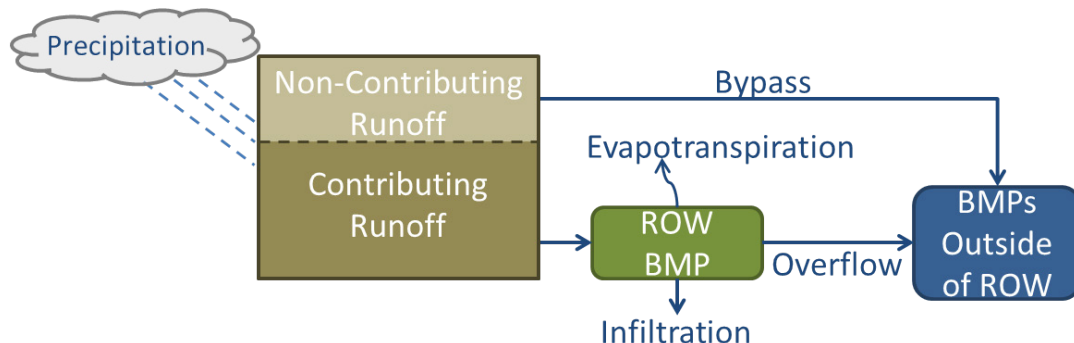 Precipitation
Non-Contributing
Runoff
Bypass
Evapotranspiration
Contributing
Runoff
ROW
BMP
Overflow
BMPs
Outside
of ROW
Infiltration